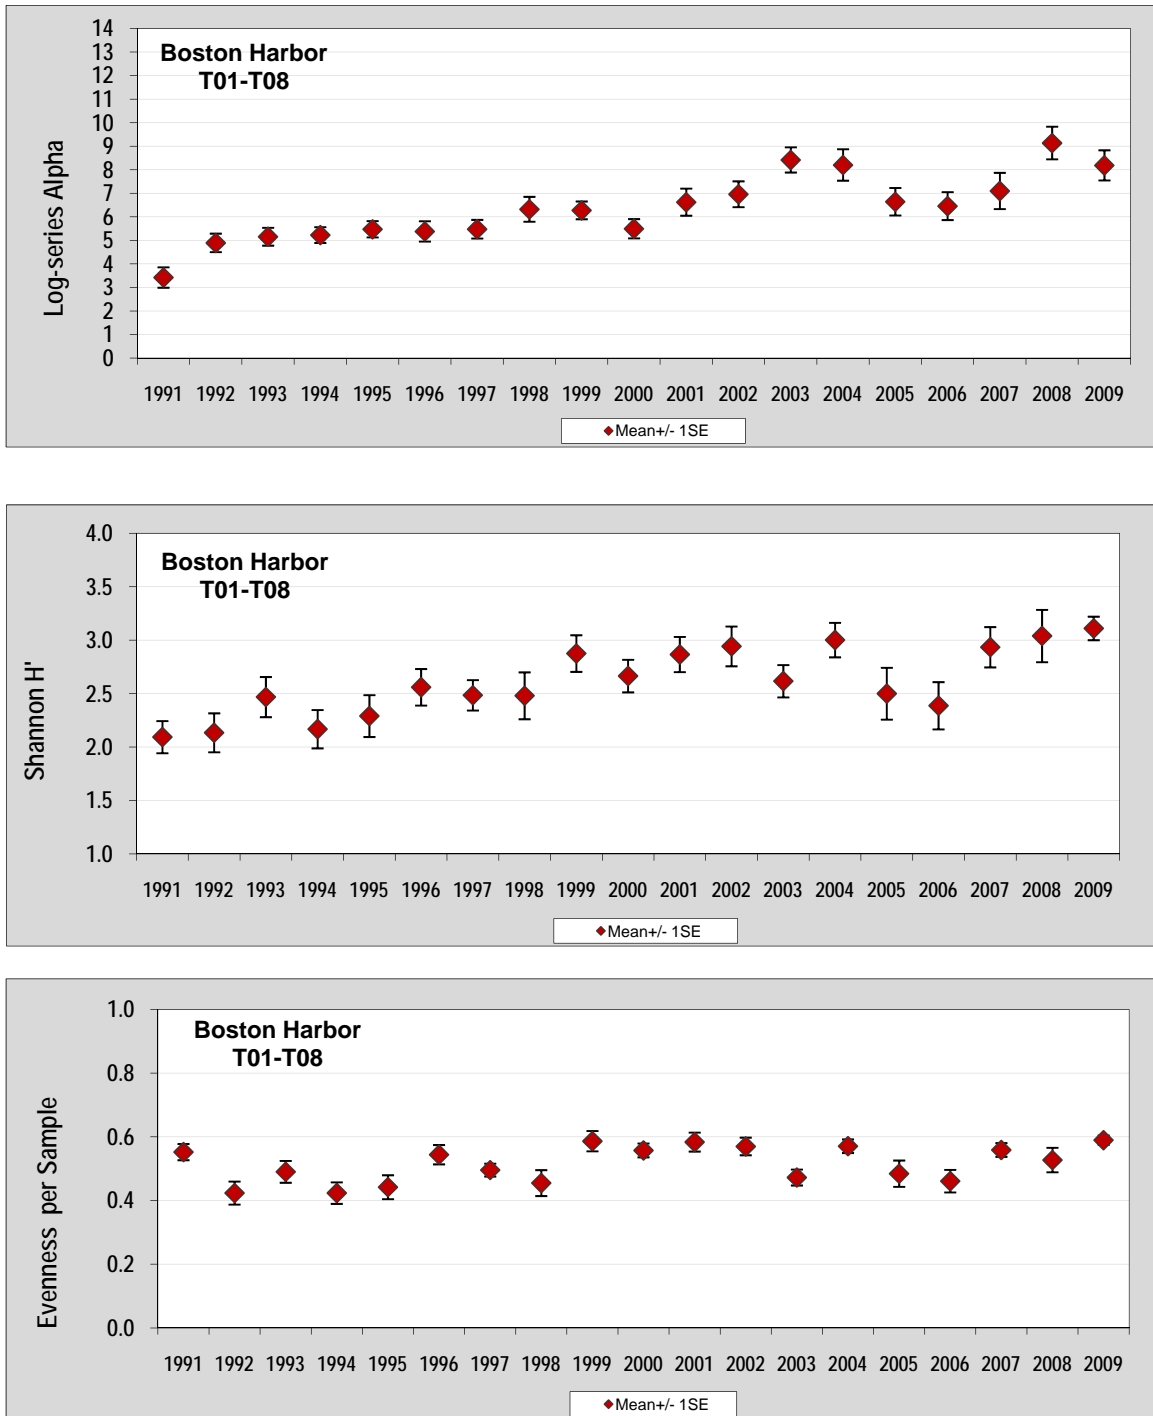 Boston Harbor
T01-T08
Log-series Alpha
14
13
12
11
10
9
8
7
6
5
4
3
2
1
0
1991 1992 1993 1994 1995 1996 1997 1998 1999 2000 2001 2002 2003 2004 2005 2006 2007 2008 2009
Mean+/- 1SE
Boston Harbor
T01-T08
Shannon H'
4.0
3.5
3.0
2.5
2.0
1.5
1.0
1991 1992 1993 1994 1995 1996 1997 1998 1999 2000 2001 2002 2003 2004 2005 2006 2007 2008 2009
Mean+/- 1SE
Boston Harbor
T01-T08
Evenness per Sample
1.0
0.8
0.6
0.4
0.2
0.0
1991 1992 1993 1994 1995 1996 1997 1998 1999 2000 2001 2002 2003 2004 2005 2006 2007 2008 2009
Mean+/- 1SE